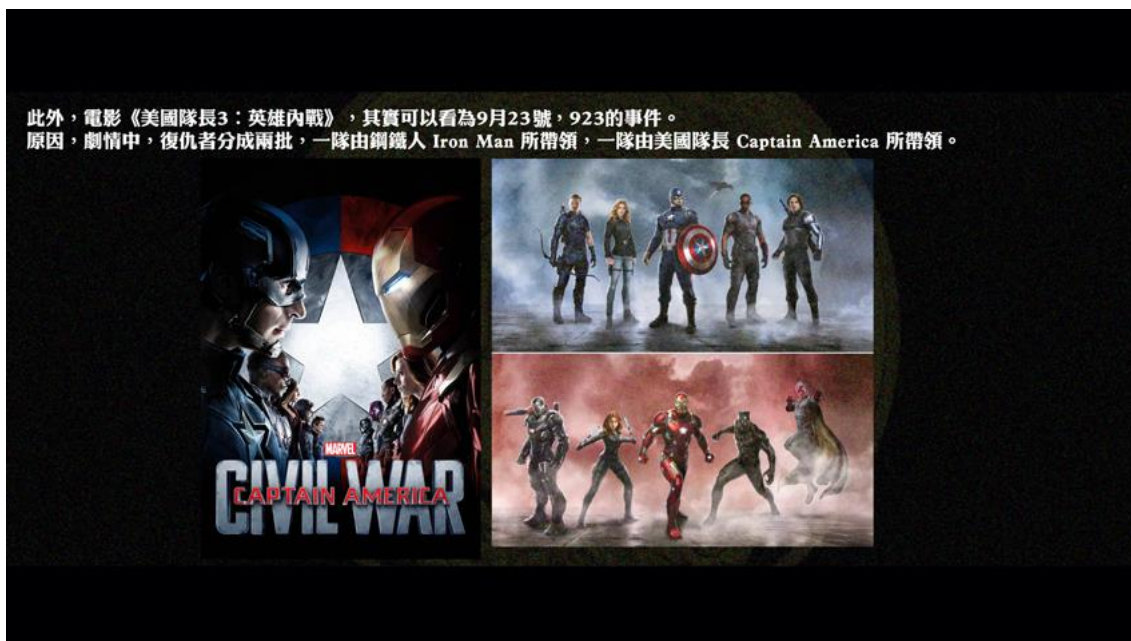 此外，電影《美國隊長3：英雄內戰》，其實可以看為9月23號，923的事件。
原因，劇情中，復仇者分成兩批，一隊由鋼鐵人 Iron Man 所帶領，一隊由美國隊長 Captain America 所帶領。
MARVEL
CAPTAIN AMERICA
CIVIL WAR